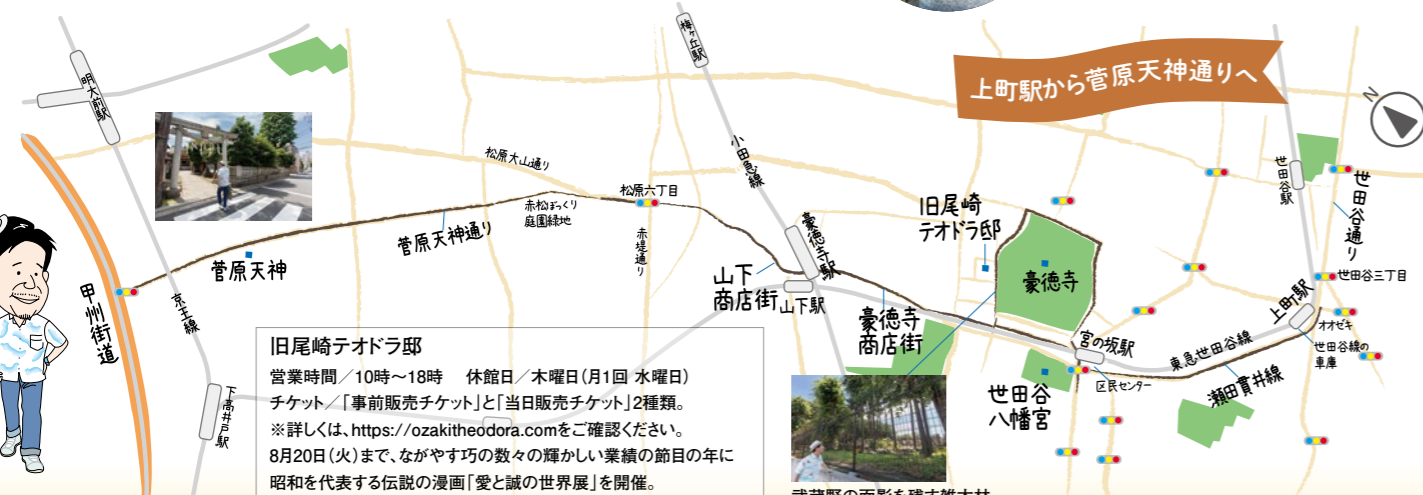 上町駅から菅原天神通りへ
N
明大前駅
梅ヶ丘駅
世田谷駅
世田谷通り
松原大山通り
小田急線
松原六丁目
赤松ぼっくり
庭園緑地
赤堤通り
菅原天神通り
菅原天神
甲州街道
京王線
下高井戸駅
豪徳寺駅
山下
商店街
山下駅
豪徳寺
商店街
旧尾崎
テオドラ邸
豪徳寺
宮の坂駅
上町駅
世田谷三丁目
オオゼキ
世田谷線の
車庫
東急世田谷線
瀬田貫井線
区民センター
世田谷
八幡宮
旧尾崎テオドラ邸
営業時間／10時〜18時　休館日／木曜日(月1回 水曜日)
チケット／「事前販売チケット」と「当日販売チケット」2種類。
※詳しくは、https://ozakitheodora.comをご確認ください。
8月20日(火)まで、ながやす巧の数々の輝かしい業績の節目の年に
昭和を代表する伝説の漫画「愛と誠の世界展」を開催。
武蔵野の面影を残す雑木林